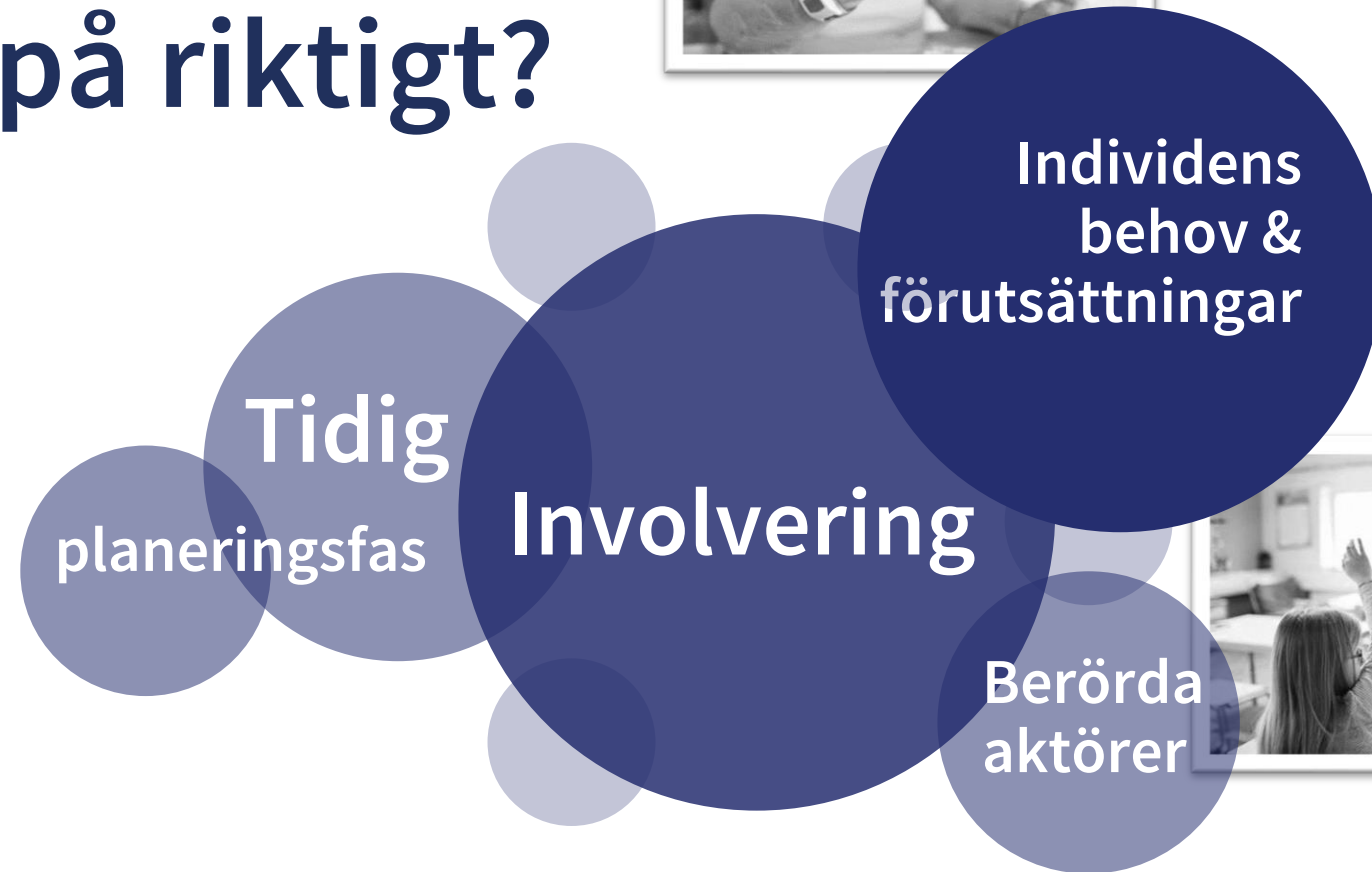 på riktigt?
Individens
behov &
förutsättningar
Tidig
planeringsfas
Involvering
Berörda
aktörer